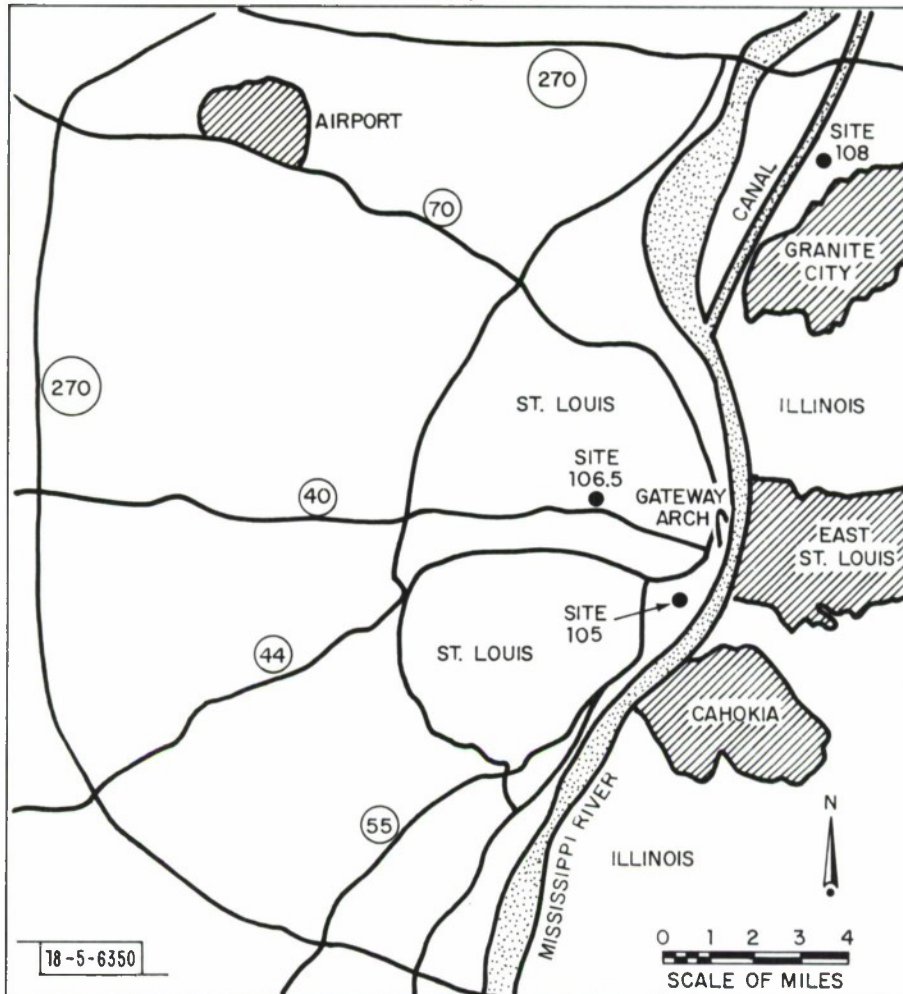 270
AIRPORT
SITE
108
CANAL
70
GRANITE
CITY
270
ST. LOUIS
ILLINOIS
SITE
106.5
40
GATEWAY
ARCH
EAST
ST. LOUIS
SITE
105
44
ST. LOUIS
CAHOKIA
55
MISSISSIPPI RIVER
N
ILLINOIS
0 1 2 3 4
SCALE OF MILES
18-5-6350